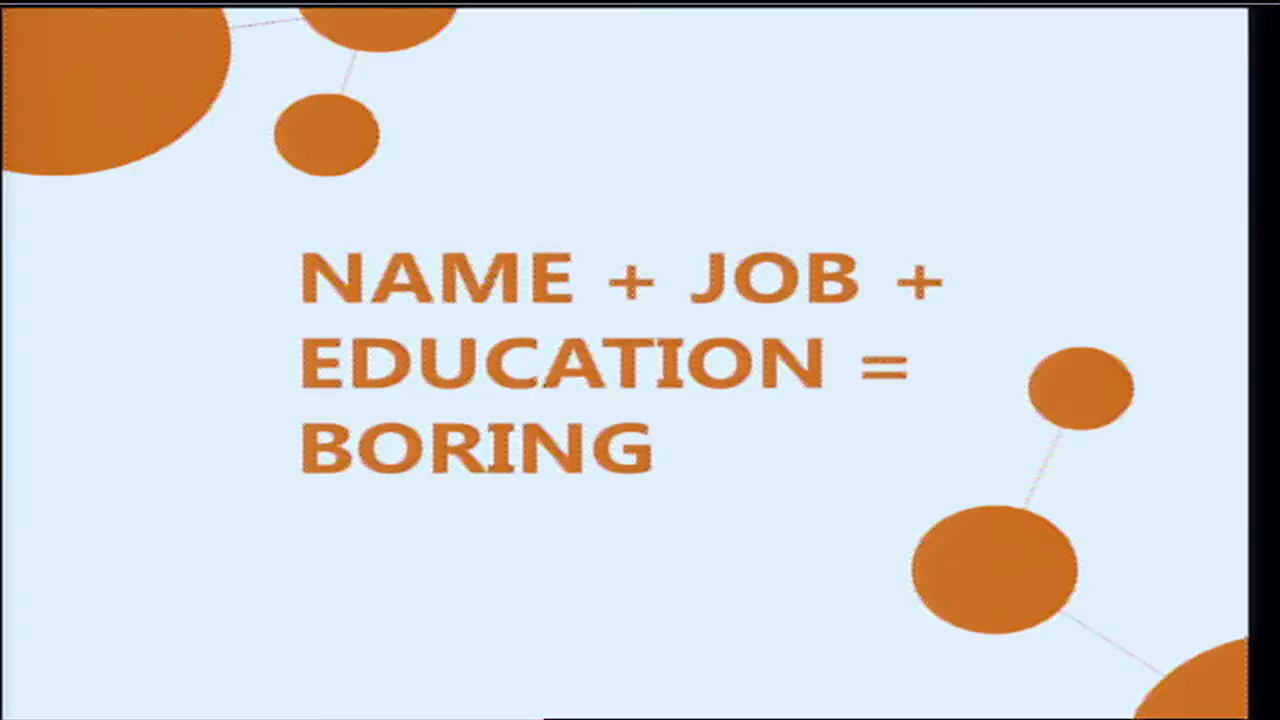 NAME + JOB +
EDUCATION =
BORING